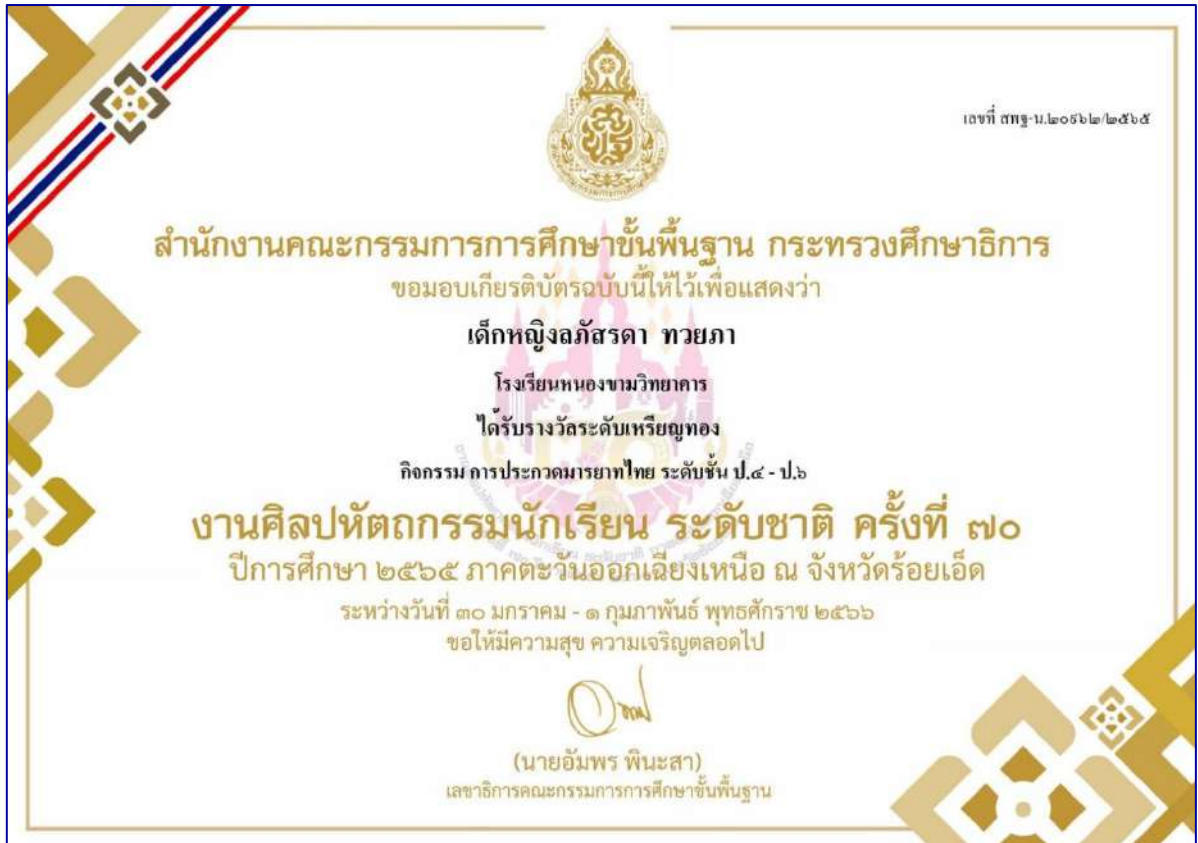 เลขที่ สพฐ-น.๒๐๕๖๒/๒๕๖๕
สำนักงานคณะกรรมการการศึกษาขั้นพื้นฐาน กระทรวงศึกษาธิการ
ขอมอบเกียรติบัตรฉบับนี้ให้ไว้เพื่อแสดงว่า
เด็กหญิงลภัสรดา ทวยภา
โรงเรียนหนองขามวิทยาคาร
ได้รับรางวัลระดับเหรียญทอง
กิจกรรม การประกวดมารยาทไทย ระดับชั้น ป.๔ - ป.๖
งานศิลปหัตถกรรมนักเรียน ระดับชาติ ครั้งที่ ๗๐
ปีการศึกษา ๒๕๖๕ ภาคตะวันออกเฉียงเหนือ ณ จังหวัดร้อยเอ็ด
ระหว่างวันที่ ๓๐ มกราคม - ๑ กุมภาพันธ์ พุทธศักราช ๒๕๖๖
ขอให้มีความสุข ความเจริญตลอดไป
(นายอัมพร พินะสา)
เลขาธิการคณะกรรมการการศึกษาขั้นพื้นฐาน